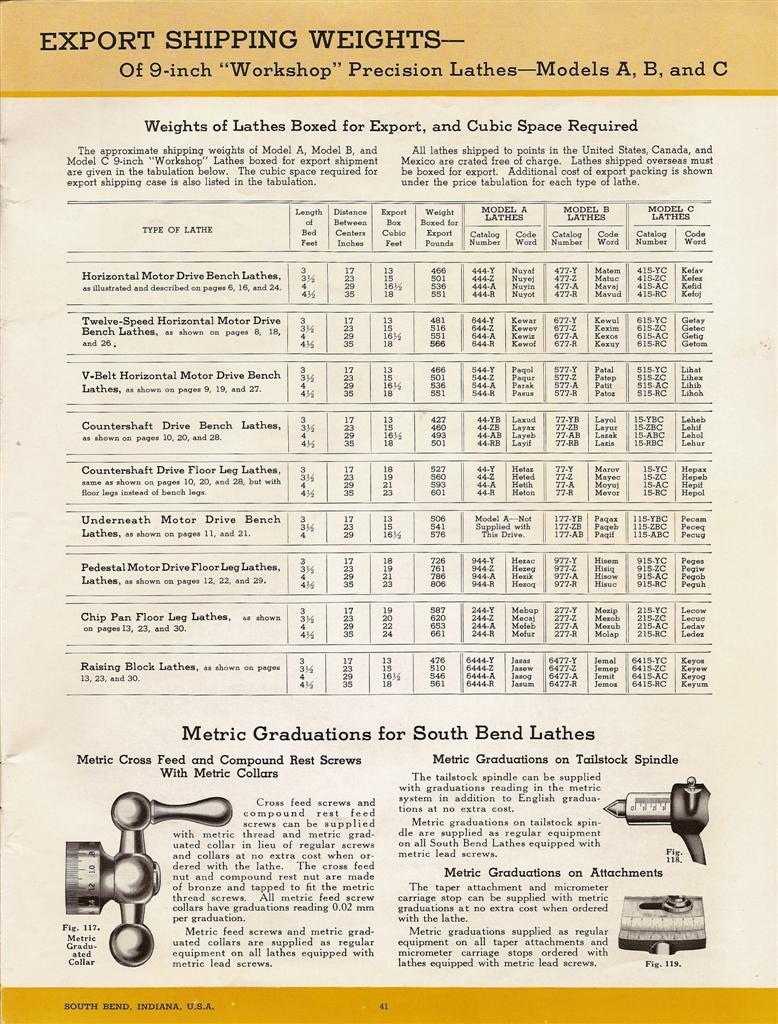 EXPORT SHIPPING WEIGHTS—
Of 9-inch "Workshop" Precision Lathes—Models A, B, and C
Weights of Lathes Boxed for Export, and Cubic Space Required
The approximate shipping weights of Model A, Model B, and
Model C 9-inch "Workshop" Lathes boxed for export shipment
are given in the tabulation below. The cubic space required for
export shipping case is also listed in the tabulation.
All lathes shipped to points in the United States, Canada, and
Mexico are crated free of charge. Lathes shipped overseas must
be boxed for export. Additional cost of export packing is shown
under the price tabulation for each type of lathe.
TYPE OF LATHE | Length of Bed Feet | Distance Between Centers Inches | Export Box Cubic Feet | Weight Boxed for Export Pounds | MODEL A LATHES Catalog Number | Code Word | MODEL B LATHES Catalog Number | Code Word | MODEL C LATHES Catalog Number | Code Word
Horizontal Motor Drive Bench Lathes,
as illustrated and described on pages 6, 16, and 24.
3 17 13 466 444-Y Nuyaf 477-Y Matem 415-YC Kefav
3½ 23 15 501 444-Z Nuyej 477-Z Matuc 415-ZC Kefez
4 29 16½ 536 444-A Nuyin 477-A Mavaj 415-AC Kefid
4½ 35 18 551 444-R Nuyot 477-R Mavud 415-RC Kefoj
Twelve-Speed Horizontal Motor Drive
Bench Lathes, as shown on pages 8, 18,
and 26.
3 17 13 481 644-Y Kewar 677-Y Kewul 615-YC Getay
3½ 23 15 516 644-Z Kewev 677-Z Kexim 615-ZC Getec
4 29 16½ 551 644-A Kewiz 677-A Kexos 615-AC Getig
4½ 35 18 566 644-R Kewof 677-R Kexuy 615-RC Getom
V-Belt Horizontal Motor Drive Bench
Lathes, as shown on pages 9, 19, and 27.
3 17 13 466 544-Y Paqol 577-Y Patal 515-YC Lihat
3½ 23 15 501 544-Z Paqur 577-Z Patep 515-ZC Lihex
4 29 16½ 536 544-A Parak 577-A Patit 515-AC Lihib
4½ 35 18 551 544-R Pasus 577-R Patoz 515-RC Lihoh
Countershaft Drive Bench Lathes,
as shown on pages 10, 20, and 28.
3 17 13 427 44-YB Laxud 77-YB Layol 15-YBC Leheb
3½ 23 15 460 44-ZB Layax 77-ZB Layur 15-ZBC Lehif
4 29 16½ 493 44-AB Layeb 77-AB Lazak 15-ABC Lehol
4½ 35 18 501 44-RB Layif 77-RB Lazis 15-RBC Lehur
Countershaft Drive Floor Leg Lathes,
same as shown on pages 10, 20, and 28, but with
floor legs instead of bench legs.
3 17 18 527 44-Y Hetaz 77-Y Marov 15-YC Hepax
3½ 23 19 560 44-Z Heted 77-Z Mayec 15-ZC Hepeb
4 29 21 593 44-A Hetih 77-A Moyuj 15-AC Hepif
4½ 35 23 601 44-R Heton 77-R Mevor 15-RC Hepol
Underneath Motor Drive Bench
Lathes, as shown on pages 11, and 21.
3 17 13 506 Model A—Not 177-YB Paqax 115-YBC Pecam
3½ 23 15 541 Supplied with 177-ZB Paqeb 115-ZBC Peceq
4 29 16½ 576 This Drive. 177-AB Paqif 115-ABC Pecug
Pedestal Motor Drive Floor Leg Lathes,
Lathes, as shown on pages 12, 22, and 29.
3 17 18 726 944-Y Hezac 977-Y Hisem 915-YC Peges
3½ 23 19 761 944-Z Hezeg 977-Z Hisiq 915-ZC Pegiw
4 29 21 786 944-A Hezik 977-A Hisow 915-AC Pegob
4½ 35 23 806 944-R Hezoq 977-R Hisuc 915-RC Peguh
Chip Pan Floor Leg Lathes, as shown
on pages 13, 23, and 30.
3 17 19 587 244-Y Mebup 277-Y Mezip 215-YC Lecow
3½ 23 20 620 244-Z Mecaj 277-Z Mezob 215-ZC Lecuc
4 29 22 653 244-A Mefeb 277-A Mezub 215-AC Ledav
4½ 35 24 661 244-R Mefur 277-R Molap 215-RC Ledez
Raising Block Lathes, as shown on pages
13, 23, and 30.
3 17 13 476 6444-Y Jasas 6477-Y Jemal 6415-YC Keyos
3½ 23 15 510 6444-Z Jasew 6477-Z Jemep 6415-ZC Keyew
4 29 16½ 546 6444-A Jasog 6477-A Jemit 6415-AC Keyog
4½ 35 18 561 6444-R Jasum 6477-R Jemoz 6415-RC Keyum
Metric Graduations for South Bend Lathes
Metric Cross Feed and Compound Rest Screws
With Metric Collars
Cross feed screws and
compound rest feed
screws can be supplied
with metric thread and metric grad-
uated collar in lieu of regular screws
and collars at no extra cost when or-
dered with the lathe. The cross feed
nut and compound rest nut are made
of bronze and tapped to fit the metric
thread screws. All metric feed screw
collars have graduations reading 0.02 mm
per graduation.
Metric feed screws and metric grad-
uated collars are supplied as regular
equipment on all lathes equipped with
metric lead screws.
Fig. 117.
Metric
Gradu-
ated
Collar
Metric Graduations on Tailstock Spindle
The tailstock spindle can be supplied
with graduations reading in the metric
system in addition to English gradua-
tions at no extra cost.
Metric graduations on tailstock spin-
dle are supplied as regular equipment
on all South Bend Lathes equipped with
metric lead screws.
Fig.
118.
Metric Graduations on Attachments
The taper attachment and micrometer
carriage stop can be supplied with metric
graduations at no extra cost when ordered
with the lathe.
Metric graduations supplied as regular
equipment on all taper attachments and
micrometer carriage stops ordered with
lathes equipped with metric lead screws.
Fig. 119.
SOUTH BEND, INDIANA, U.S.A.
41